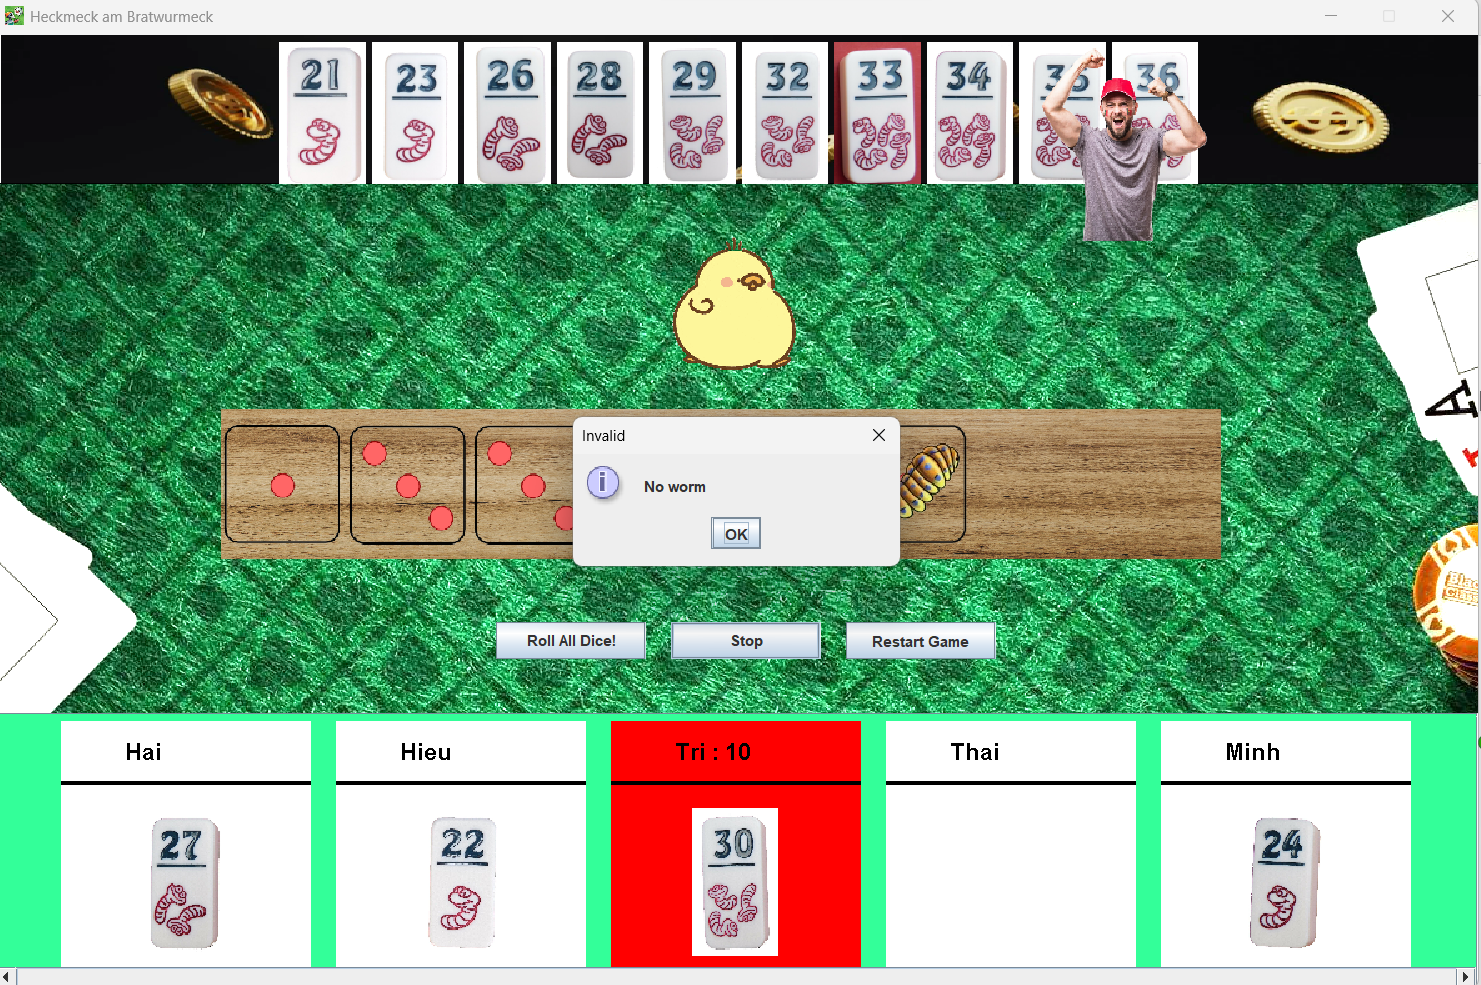 Heckmeck am Bratwurmeck
21 23 26 28 29 32 33 34 35 36
A
Invalid
No worm
OK
Roll All Dice! Stop Restart Game
Hai Hieu Tri : 10 Thai Minh
27 22 30 24